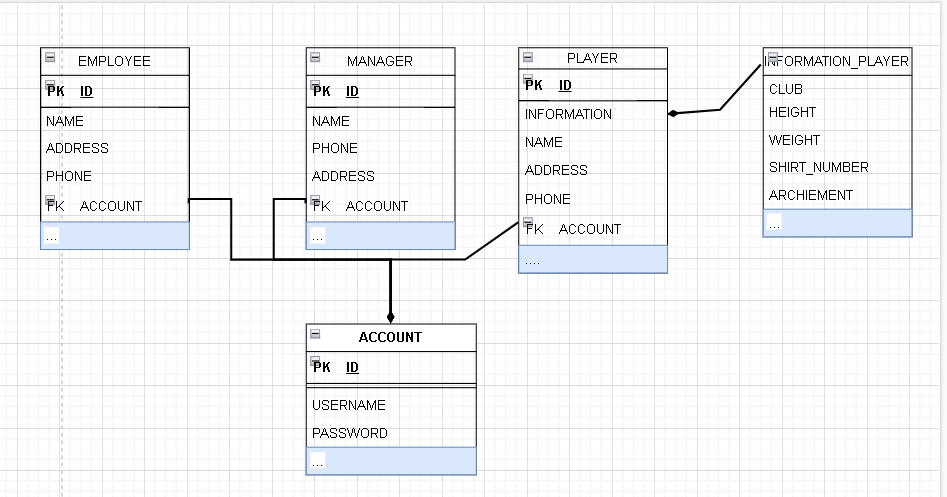 EMPLOYEE
PK ID
NAME
ADDRESS
PHONE
FK ACCOUNT
...
MANAGER
PK ID
NAME
PHONE
ADDRESS
FK ACCOUNT
...
PLAYER
PK ID
INFORMATION
NAME
ADDRESS
PHONE
FK ACCOUNT
....
INFORMATION_PLAYER
CLUB
HEIGHT
WEIGHT
SHIRT_NUMBER
ARCHIEMENT
...
ACCOUNT
PK ID
USERNAME
PASSWORD
...